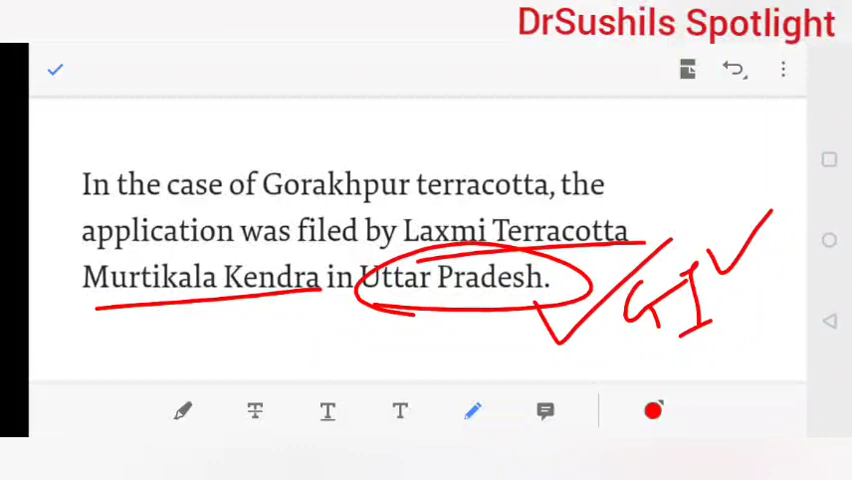 DrSushils Spotlight
In the case of Gorakhpur terracotta, the
application was filed by Laxmi Terracotta
Murtikala Kendra in Uttar Pradesh.
GI
T T T